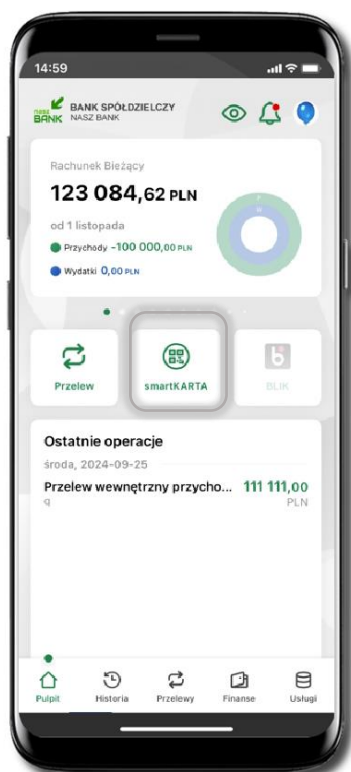 14:59
NASZ BANK
BANK SPÓŁDZIELCZY
NASZ BANK
Rachunek Bieżący
123 084,62 PLN
od 1 listopada
Przychody -100 000,00 PLN
Wydatki 0,00 PLN
Przelew
smartKARTA
BLIK
Ostatnie operacje
środa, 2024-09-25
Przelew wewnętrzny przycho... 111 111,00
q PLN
Pulpit Historia Przelewy Finanse Usługi